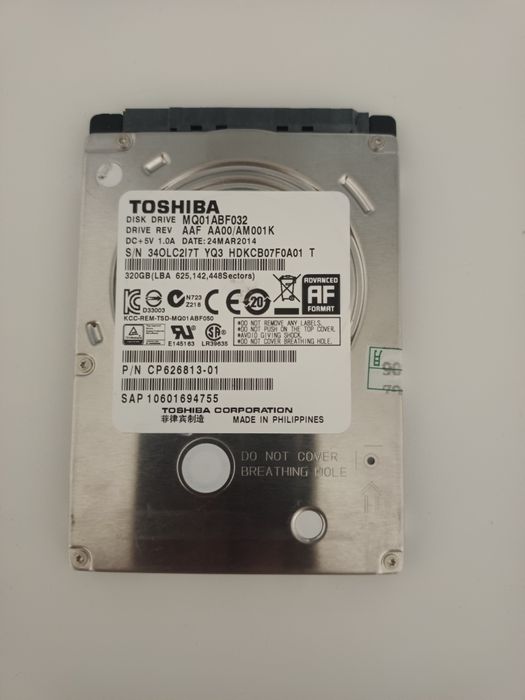 TOSHIBA
DISK DRIVE MQ01ABF032
DRIVE REV AAF AA00/AM001K
DC+5V 1.0A DATE:24MAR2014
S/N 34OLC2I7T YQ3 HDKCB07F0A01 T
320GB(LBA 625,142,448Sectors)
ADVANCED
AF
FORMAT
D33003
N723
Z218
20
KCC-REM-TSD-MQ01ABF050
E145163
LR39635
*DO NOT REMOVE ANY LABELS.
*DO NOT PUSH ON THE TOP COVER.
*AVOID GIVING SHOCK.
*DO NOT COVER BREATHING HOLE.
P/N CP626813-01
SAP 10601694755
TOSHIBA CORPORATION
菲律宾制造 MADE IN PHILIPPINES
DO NOT COVER
BREATHING HOLE